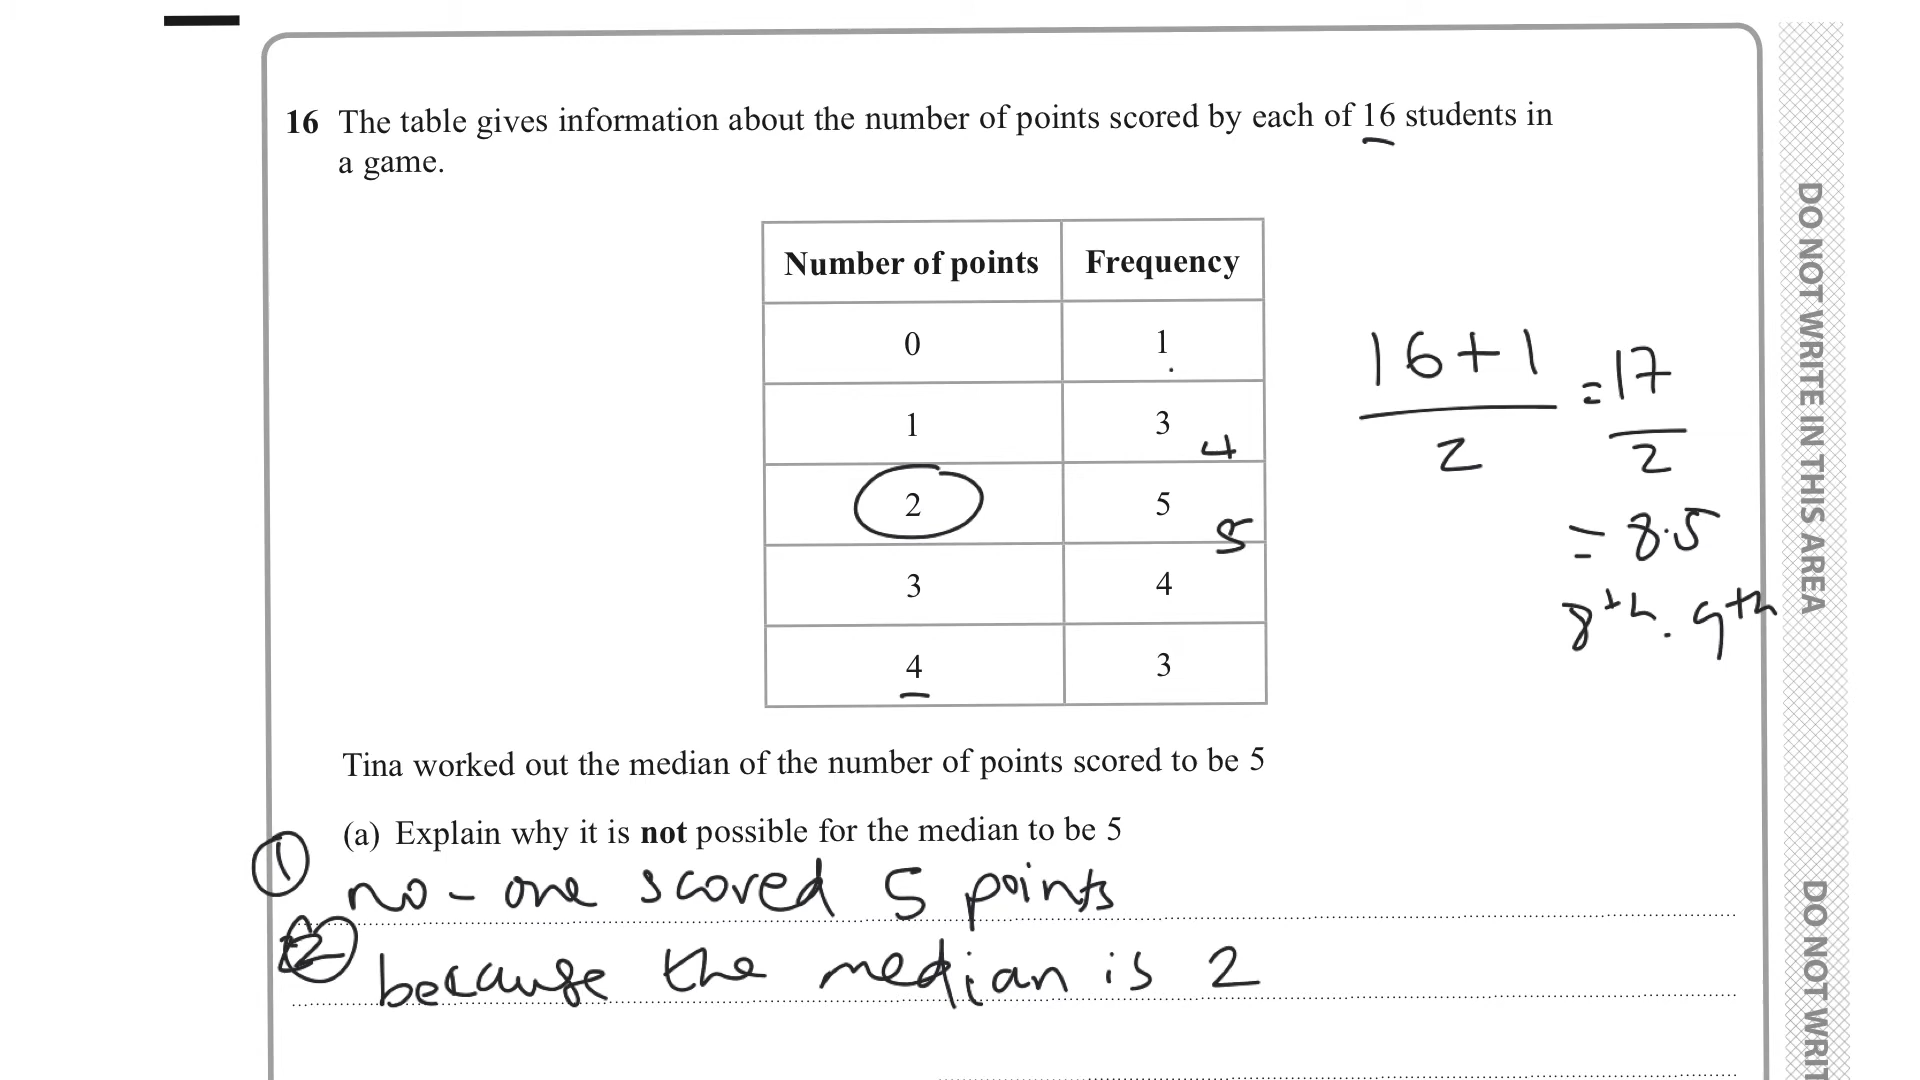 16 The table gives information about the number of points scored by each of 16 students in
a game.
Number of points Frequency
0 1
1 3
4
2 5
3 4
4 3
16+1
2
=17
2
= 8.5
8th. 9th
Tina worked out the median of the number of points scored to be 5
(a) Explain why it is not possible for the median to be 5
1 no-one scored 5 points
2 because the median is 2
DO NOT WRITE IN THIS AREA
DO NOT WRI